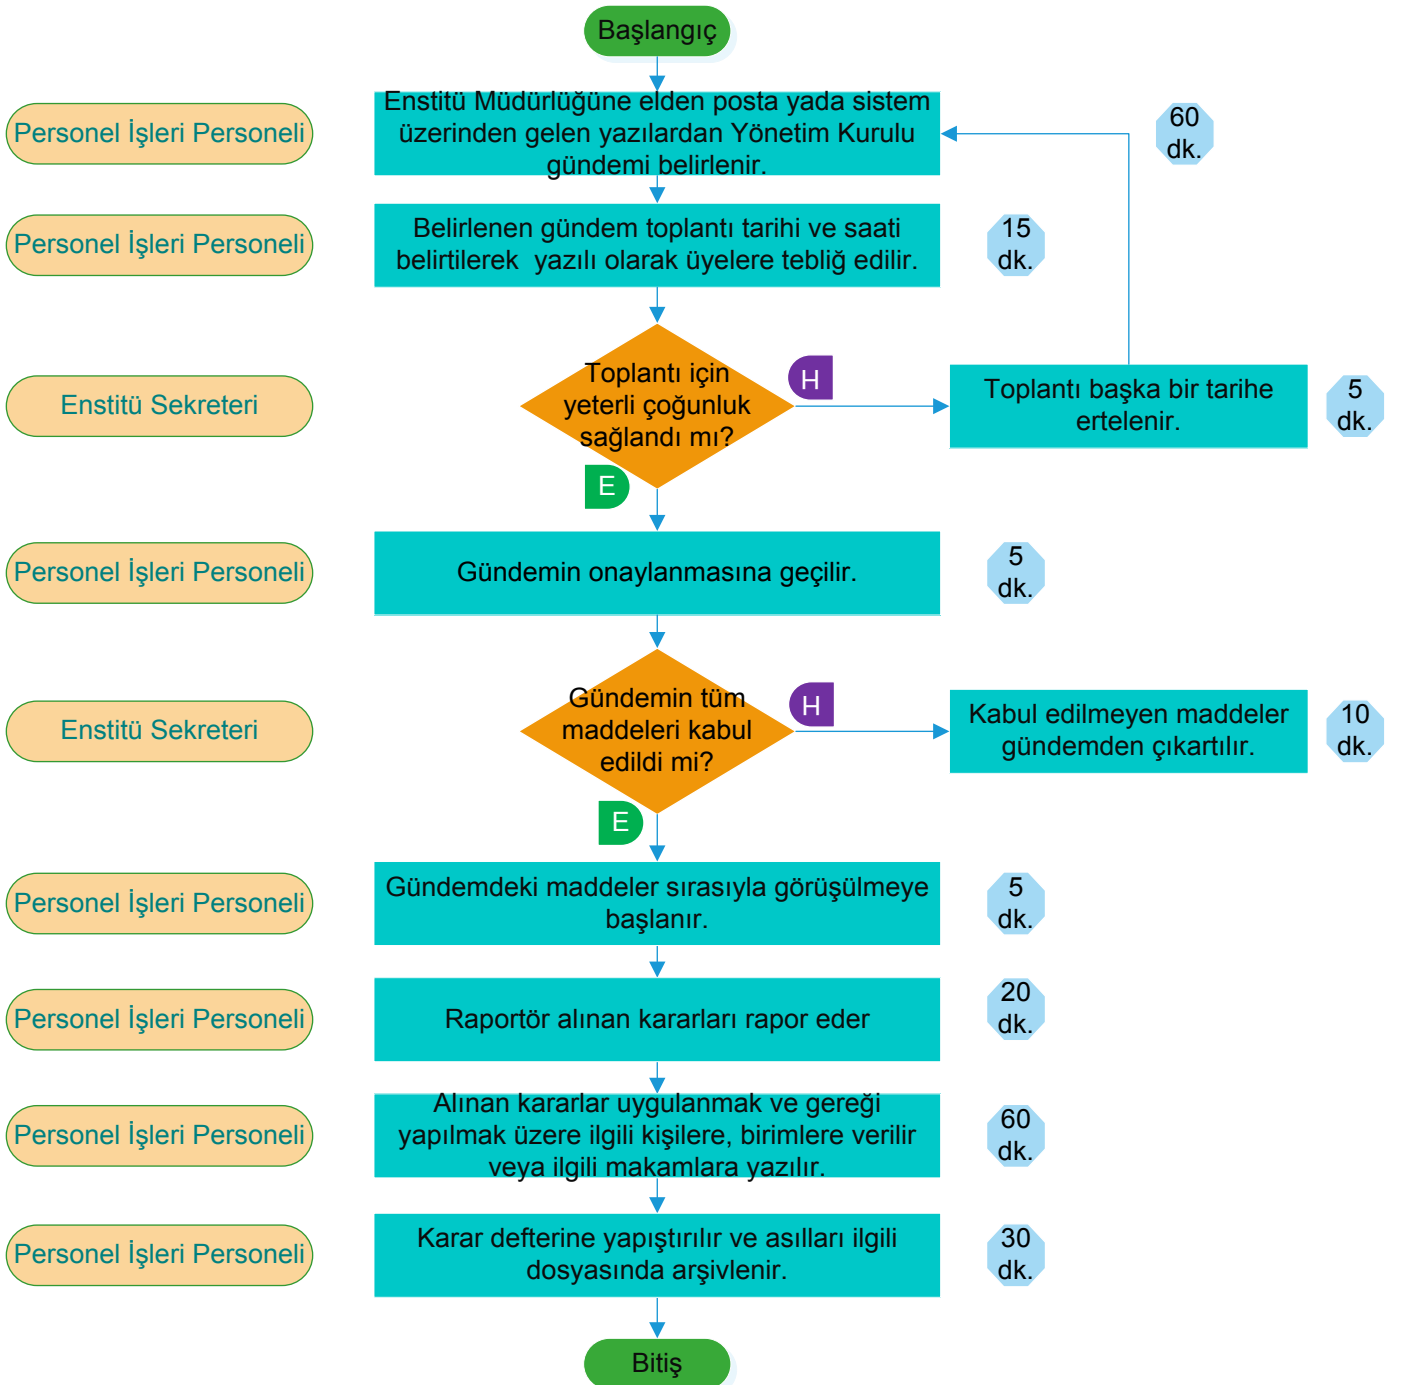 Başlangıç
Personel İşleri Personeli
Enstitü Müdürlüğüne elden posta yada sistem
üzerinden gelen yazılardan Yönetim Kurulu
gündemi belirlenir.
60
dk.
Personel İşleri Personeli
Belirlenen gündem toplantı tarihi ve saati
belirtilerek  yazılı olarak üyelere tebliğ edilir.
15
dk.
Enstitü Sekreteri
Toplantı için
yeterli çoğunluk
sağlandı mı?
H
Toplantı başka bir tarihe
ertelenir.
5
dk.
E
Personel İşleri Personeli
Gündemin onaylanmasına geçilir.
5
dk.
Enstitü Sekreteri
Gündemin tüm
maddeleri kabul
edildi mi?
H
Kabul edilmeyen maddeler
gündemden çıkartılır.
10
dk.
E
Personel İşleri Personeli
Gündemdeki maddeler sırasıyla görüşülmeye
başlanır.
5
dk.
Personel İşleri Personeli
Raportör alınan kararları rapor eder
20
dk.
Personel İşleri Personeli
Alınan kararlar uygulanmak ve gereği
yapılmak üzere ilgili kişilere, birimlere verilir
veya ilgili makamlara yazılır.
60
dk.
Personel İşleri Personeli
Karar defterine yapıştırılır ve asılları ilgili
dosyasında arşivlenir.
30
dk.
Bitiş